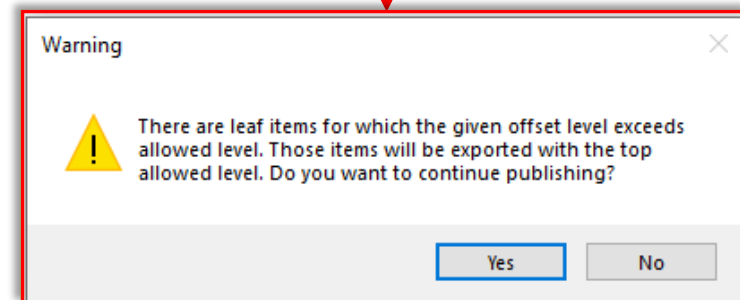 Warning
There are leaf items for which the given offset level exceeds
allowed level. Those items will be exported with the top
allowed level. Do you want to continue publishing?
Yes
No